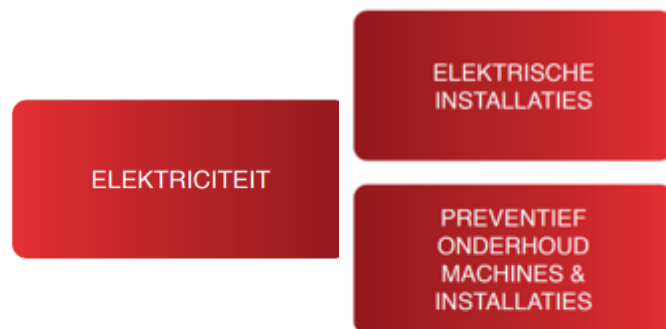 ELEKTRICITEIT
ELEKTRISCHE
INSTALLATIES
PREVENTIEF
ONDERHOUD
MACHINES &
INSTALLATIES